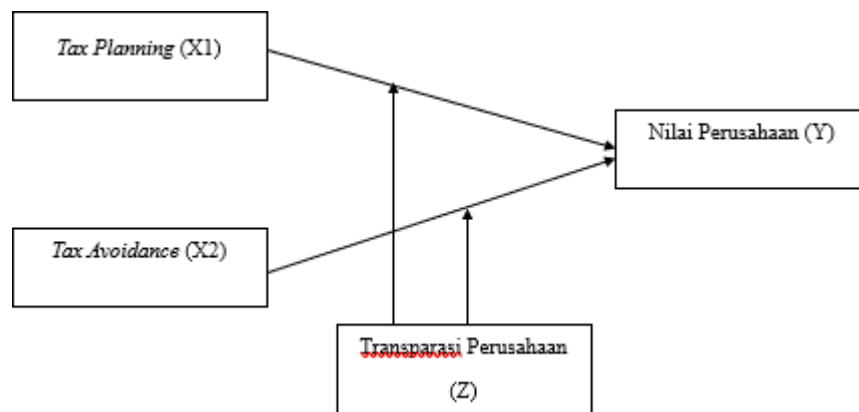 Tax Planning (X1)
Nilai Perusahaan (Y)
Tax Avoidance (X2)
Transparasi Perusahaan
(Z)